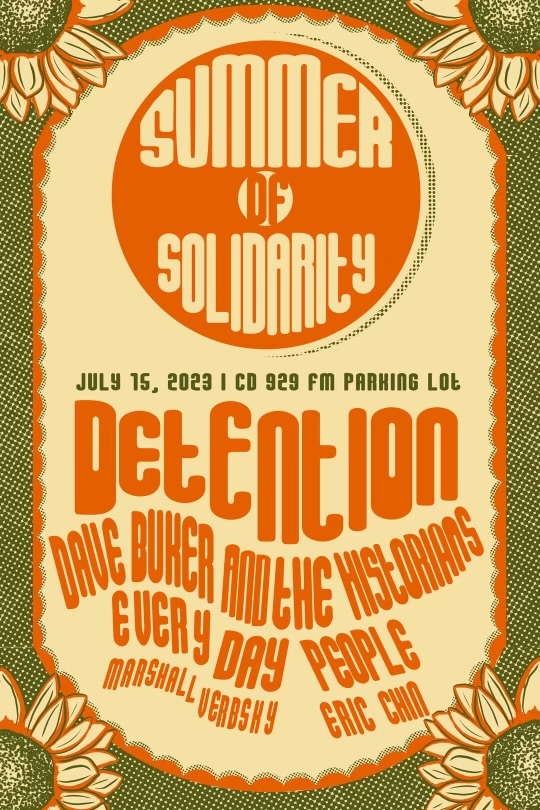 SUMMER
OF
SOLIDARITY
JULY 15, 2023 | CD 929 FM PARKING LOT
DETENTION
DAVE BUKER AND THE HISTORIANS
EVERY DAY PEOPLE
MARSHALL VERBSKY ERIC CHIN